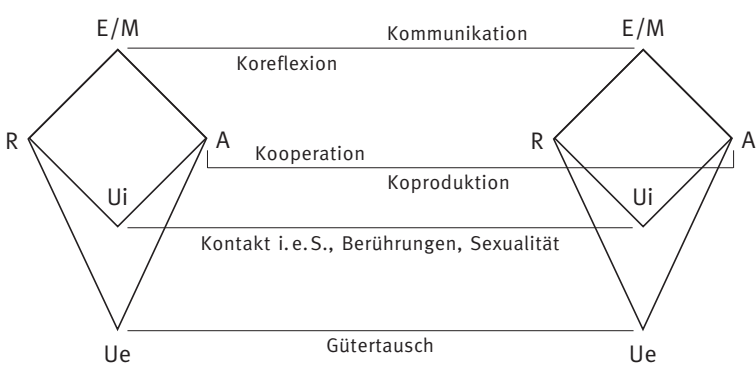 E/M E/M
Kommunikation
Koreflexion
R A R A
Kooperation
Koproduktion
Ui Ui
Kontakt i. e. S., Berührungen, Sexualität
Gütertausch
Ue Ue